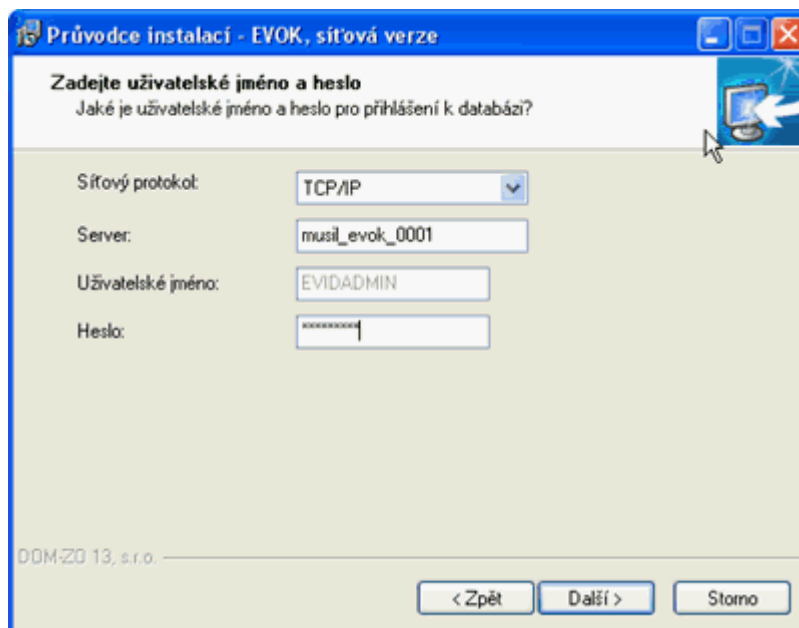 Průvodce instalací - EVOK, síťová verze
Zadejte uživatelské jméno a heslo
Jaké je uživatelské jméno a heslo pro přihlášení k databázi?
Síťový protokol: TCP/IP
Server: musil_evok_0001
Uživatelské jméno: EVIDADMIN
Heslo: *********
DOM-ZO 13, s.r.o.
< Zpět Další > Storno